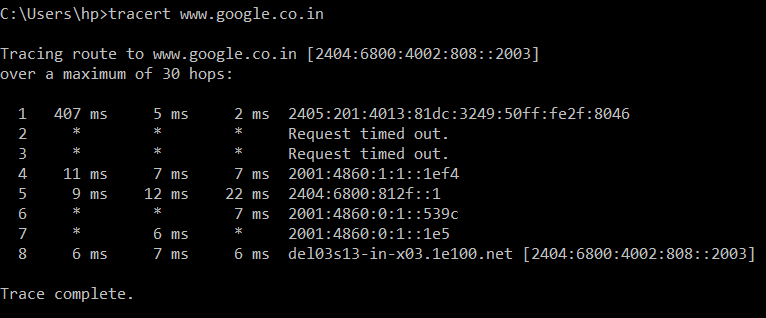 C:\Users\hp>tracert www.google.co.in
Tracing route to www.google.co.in [2404:6800:4002:808::2003]
over a maximum of 30 hops:
1 407 ms 5 ms 2 ms 2405:201:4013:81dc:3249:50ff:fe2f:8046
2 * * * Request timed out.
3 * * * Request timed out.
4 11 ms 7 ms 7 ms 2001:4860:1:1::1ef4
5 9 ms 12 ms 22 ms 2404:6800:812f::1
6 * * 7 ms 2001:4860:0:1::539c
7 * 6 ms * 2001:4860:0:1::1e5
8 6 ms 7 ms 6 ms del03s13-in-x03.1e100.net [2404:6800:4002:808::2003]
Trace complete.